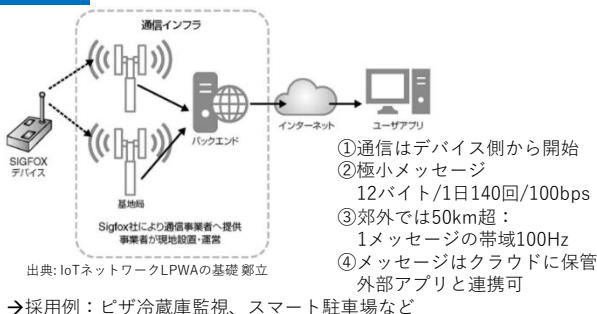 通信インフラ
SIGFOX
デバイス
基地局
バックエンド
インターネット
ユーザアプリ
Sigfox社により通信事業者へ提供
事業者が現地設置・運営
出典: IoTネットワークLPWAの基礎 鄭立
①通信はデバイス側から開始
②極小メッセージ
12バイト/1日140回/100bps
③郊外では50km超：
1メッセージの帯域100Hz
④メッセージはクラウドに保管
外部アプリと連携可
→採用例：ピザ冷蔵庫監視、スマート駐車場など